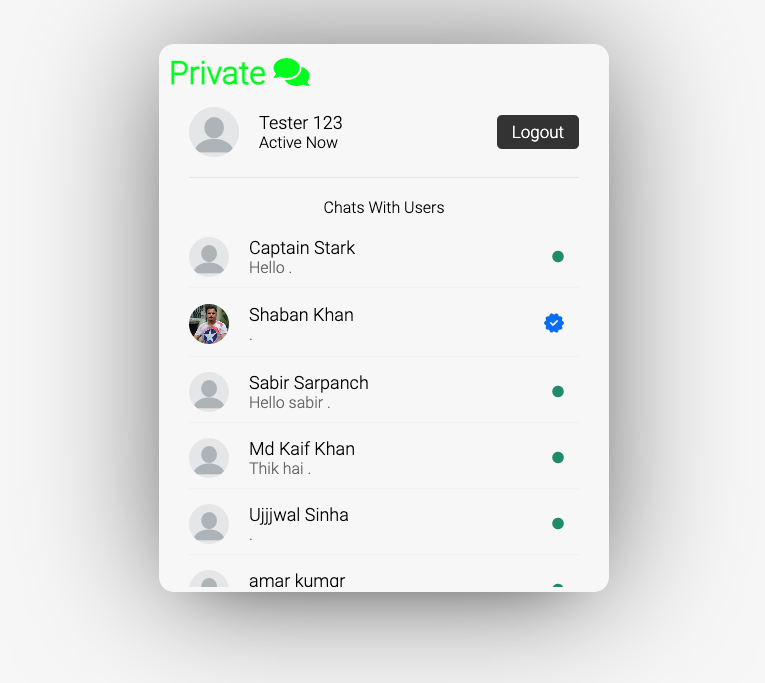 Private
Tester 123
Active Now
Logout
Chats With Users
Captain Stark
Hello .
Shaban Khan
.
Sabir Sarpanch
Hello sabir .
Md Kaif Khan
Thik hai .
Ujjjwal Sinha
.
amar kumar